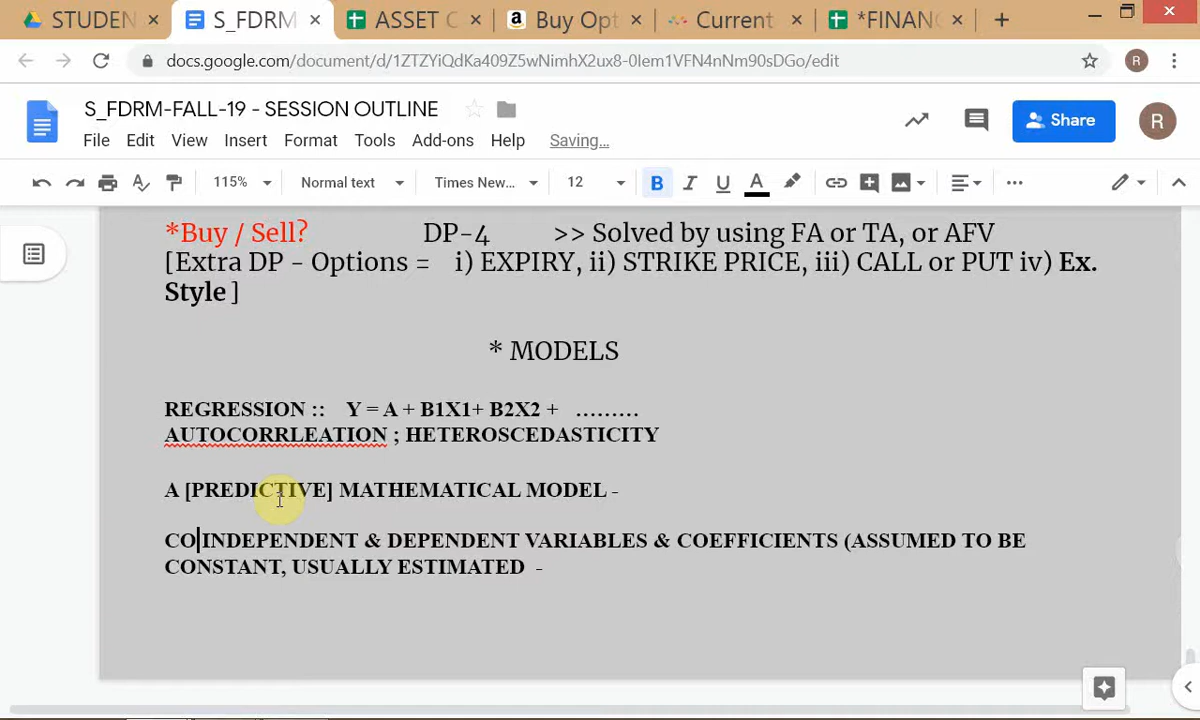 STUDEN
S_FDRM
ASSET C
Buy Opt
Current
*FINANC
docs.google.com/document/d/1ZTZYiQdKa409Z5wNimhX2ux8-0lem1VFN4nNm90sDGo/edit
R
S_FDRM-FALL-19 - SESSION OUTLINE
Share
R
File Edit View Insert Format Tools Add-ons Help Saving...
115% Normal text Times New... 12 B I U A
*Buy / Sell? DP-4 >> Solved by using FA or TA, or AFV
[Extra DP - Options = i) EXPIRY, ii) STRIKE PRICE, iii) CALL or PUT iv) Ex.
Style ]
* MODELS
REGRESSION :: Y = A + B1X1+ B2X2 + .........
AUTOCORRLEATION ; HETEROSCEDASTICITY
A [PREDICTIVE] MATHEMATICAL MODEL -
COINDEPENDENT & DEPENDENT VARIABLES & COEFFICIENTS (ASSUMED TO BE
CONSTANT, USUALLY ESTIMATED -